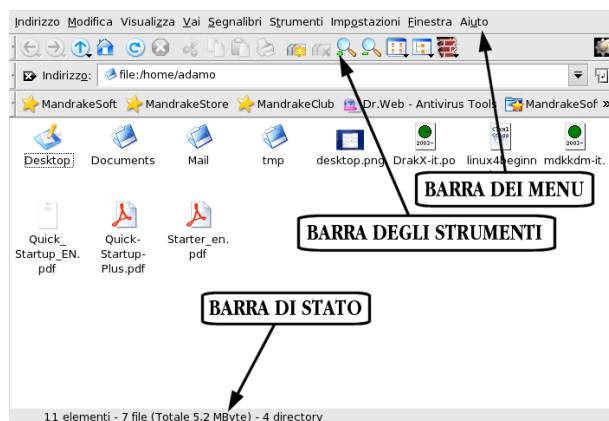 Indirizzo Modifica Visualizza Vai Segnalibri Strumenti Impostazioni Finestra Aiuto
Indirizzo: file:/home/adamo
MandrakeSoft MandrakeStore MandrakeClub Dr.Web - Antivirus Tools MandrakeSof
Desktop Documents Mail tmp desktop.png DrakX-it.po linux4beginn mdkkdm-it.
BARRA DEI MENU
BARRA DEGLI STRUMENTI
Quick_ Quick- Starter_en.
Startup_EN. Startup- pdf
pdf Plus.pdf
BARRA DI STATO
11 elementi - 7 file (Totale 5,2 MByte) - 4 directory